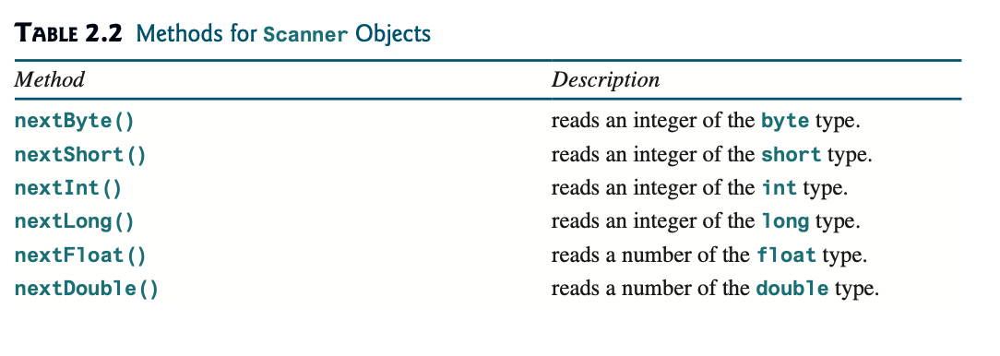 TABLE 2.2 Methods for Scanner Objects
Method Description
nextByte() reads an integer of the byte type.
nextShort() reads an integer of the short type.
nextInt() reads an integer of the int type.
nextLong() reads an integer of the long type.
nextFloat() reads a number of the float type.
nextDouble() reads a number of the double type.